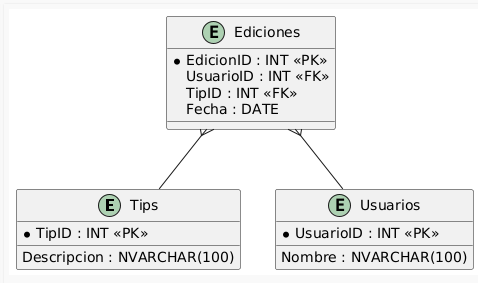 E Ediciones
* EdicionID : INT «PK»
UsuarioID : INT «FK»
TipID : INT «FK»
Fecha : DATE
E Tips
* TipID : INT «PK»
Descripcion : NVARCHAR(100)
E Usuarios
* UsuarioID : INT «PK»
Nombre : NVARCHAR(100)